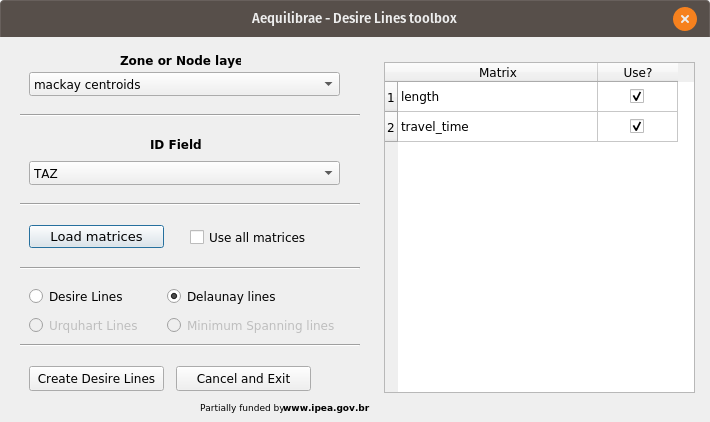 Aequilibrae - Desire Lines toolbox
Zone or Node laye
mackay centroids
ID Field
TAZ
Load matrices
Use all matrices
Desire Lines
Delaunay lines
Urquhart Lines
Minimum Spanning lines
Create Desire Lines
Cancel and Exit
Partially funded by www.ipea.gov.br
Matrix Use?
1 length
2 travel_time